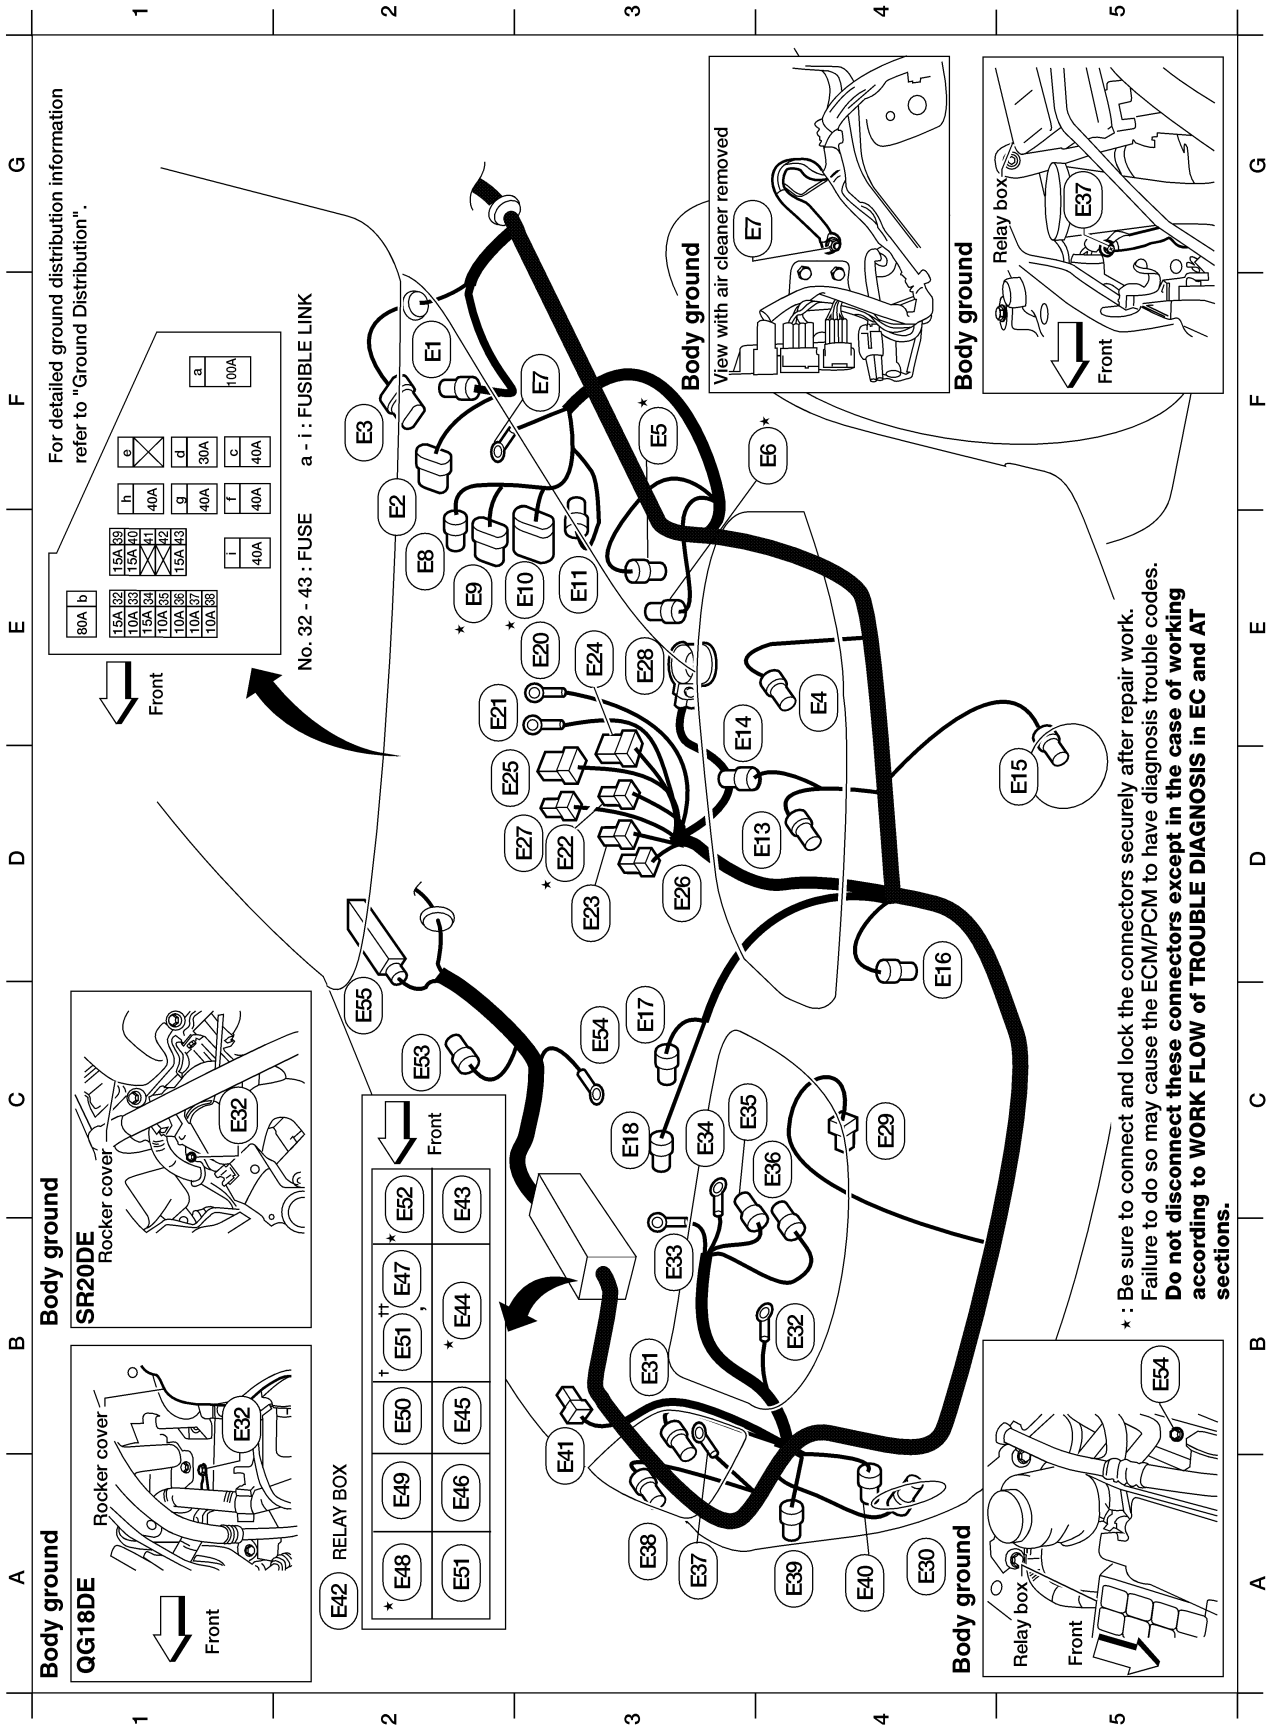 1 2 3 4 5
G
F
E
D
C
B
A
For detailed ground distribution information
refer to "Ground Distribution".
a
100A
e
d
30A
c
40A
h
40A
g
40A
f
40A
i
40A
15A 39
15A 40
41
42
15A 43
80A b
15A 32
10A 33
15A 34
10A 35
10A 36
10A 37
10A 38
Front
No. 32 - 43 : FUSE a - i : FUSIBLE LINK
E1
E3
E7
E2
E5 ★
E6 ★
E8
★ E9
★ E10
E11
E20
E24
E28
E21
E14
E4
E25
E15
E27
★ E22
E13
E23
E26
E16
E55
E17
E53
E54
E18
E34
E35
E36
E29
E33
E32
E31
E41
E38
E37
E39
E40
E30
Body ground
View with air cleaner removed
E7
Body ground
Relay box
E37
Front
Body ground
SR20DE
Rocker cover
E32
Body ground
QG18DE
Rocker cover
E32
Front
E42 RELAY BOX
★ E48 E49 E50 † E51 , †† E47 ★ E52
E51 E46 E45 ★ E44 E43
Front
Body ground
Relay box
Front
E54
★ : Be sure to connect and lock the connectors securely after repair work.
Failure to do so may cause the ECM/PCM to have diagnosis trouble codes.
Do not disconnect these connectors except in the case of working
according to WORK FLOW of TROUBLE DIAGNOSIS in EC and AT
sections.
1 2 3 4 5
G
F
E
D
C
B
A